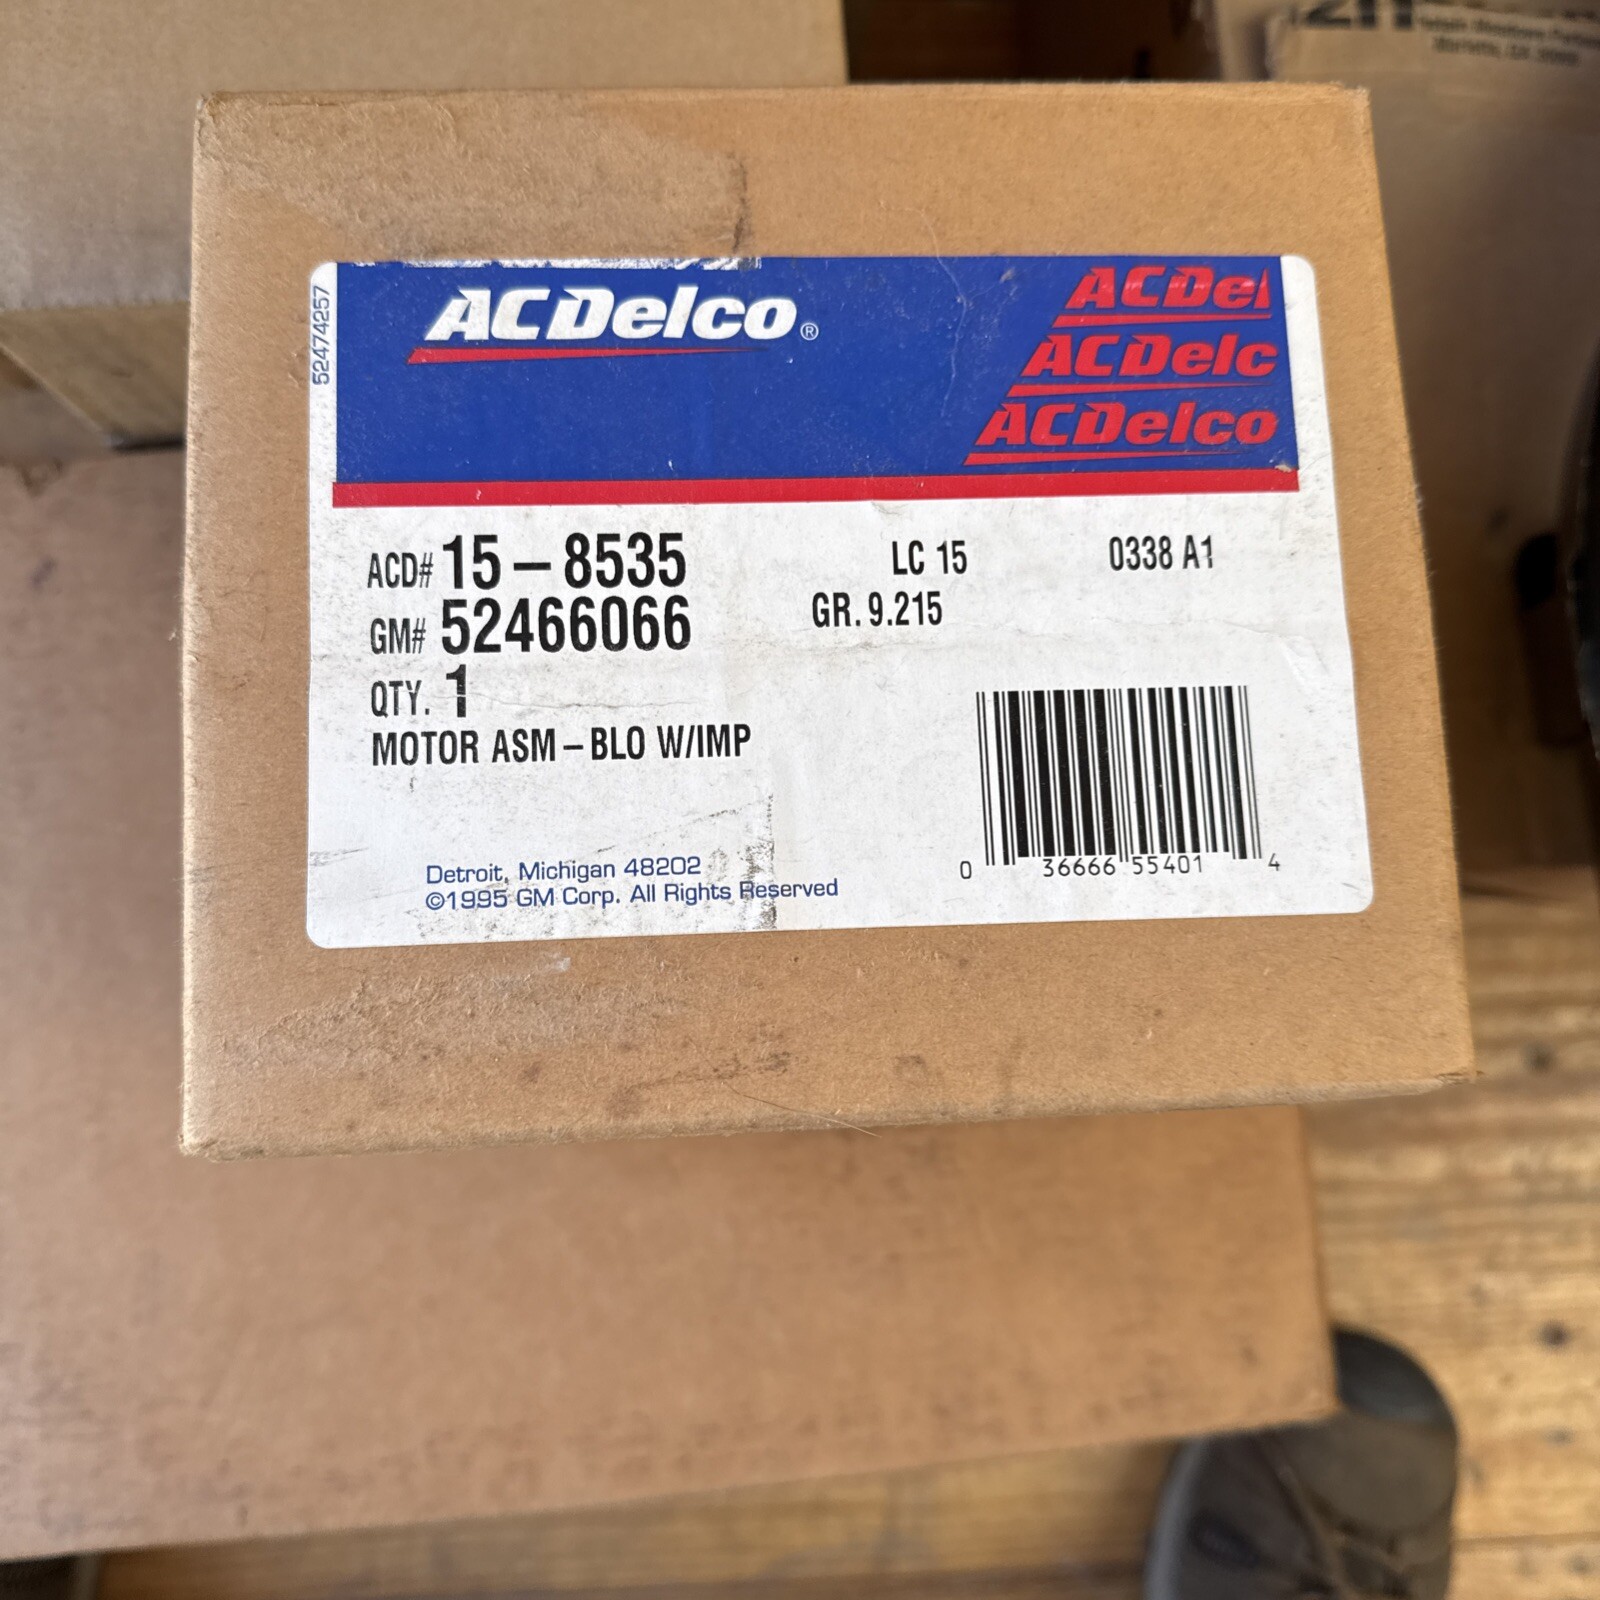 52474257
ACDelco®
ACDel
ACDelc
ACDelco
ACD# 15-8535
LC 15
0338 A1
GM# 52466066
GR. 9.215
QTY. 1
MOTOR ASM-BLO W/IMP
0 36666 55401 4
Detroit, Michigan 48202
©1995 GM Corp. All Rights Reserved